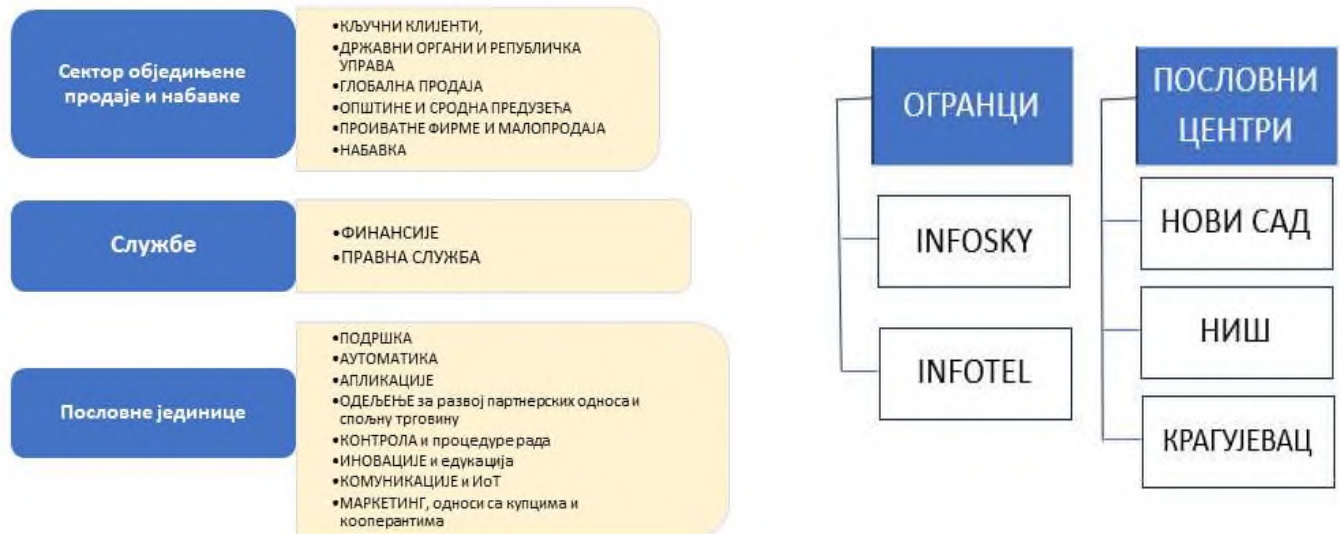 Сектор обједињене
продаје и набавке
•КЉУЧНИ КЛИЈЕНТИ,
•ДРЖАВНИ ОРГАНИ И РЕПУБЛИЧКА
УПРАВА
•ГЛОБАЛНА ПРОДАЈА
•ОПШТИНЕ И СРОДНА ПРЕДУЗЕЋА
•ПРОИВАТНЕ ФИРМЕ И МАЛОПРОДАЈА
•НАБАВКА
Службе
•ФИНАНСИЈЕ
•ПРАВНА СЛУЖБА
Пословне јединице
•ПОДРШКА
•АУТОМАТИКА
•АПЛИКАЦИЈЕ
•ОДЕЉЕЊЕ за развој партнерских односа и
спољну трговину
•КОНТРОЛА и процедуре рада
•ИНОВАЦИЈЕ и едукација
•КОМУНИКАЦИЈЕ и ИоТ
•МАРКЕТИНГ, односи са купцима и
кооперантима
ОГРАНЦИ
INFOSKY
INFOTEL
ПОСЛОВНИ
ЦЕНТРИ
НОВИ САД
НИШ
КРАГУЈЕВАЦ